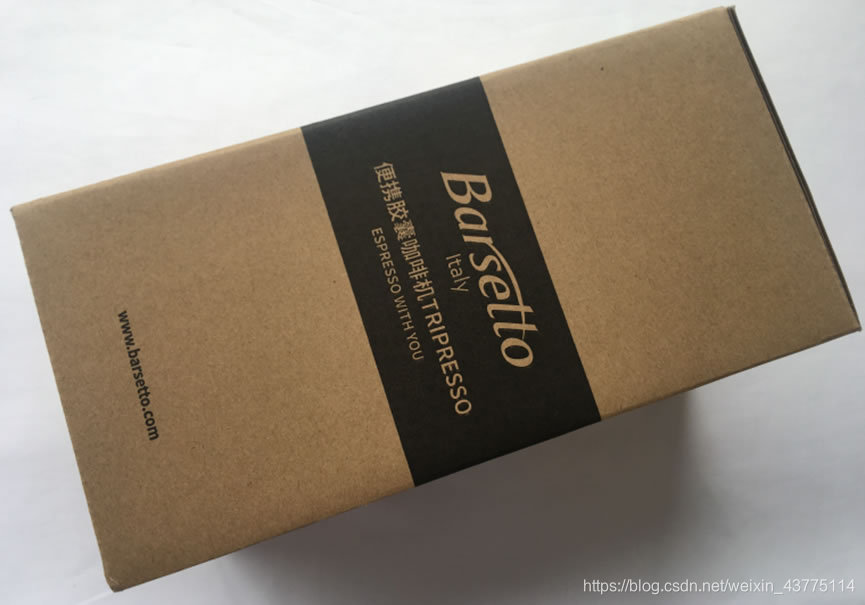 Barsetto
Italy
便携胶囊咖啡机TRIPRESSO
ESPRESSO WITH YOU
www.barsetto.com
https://blog.csdn.net/weixin_43775114